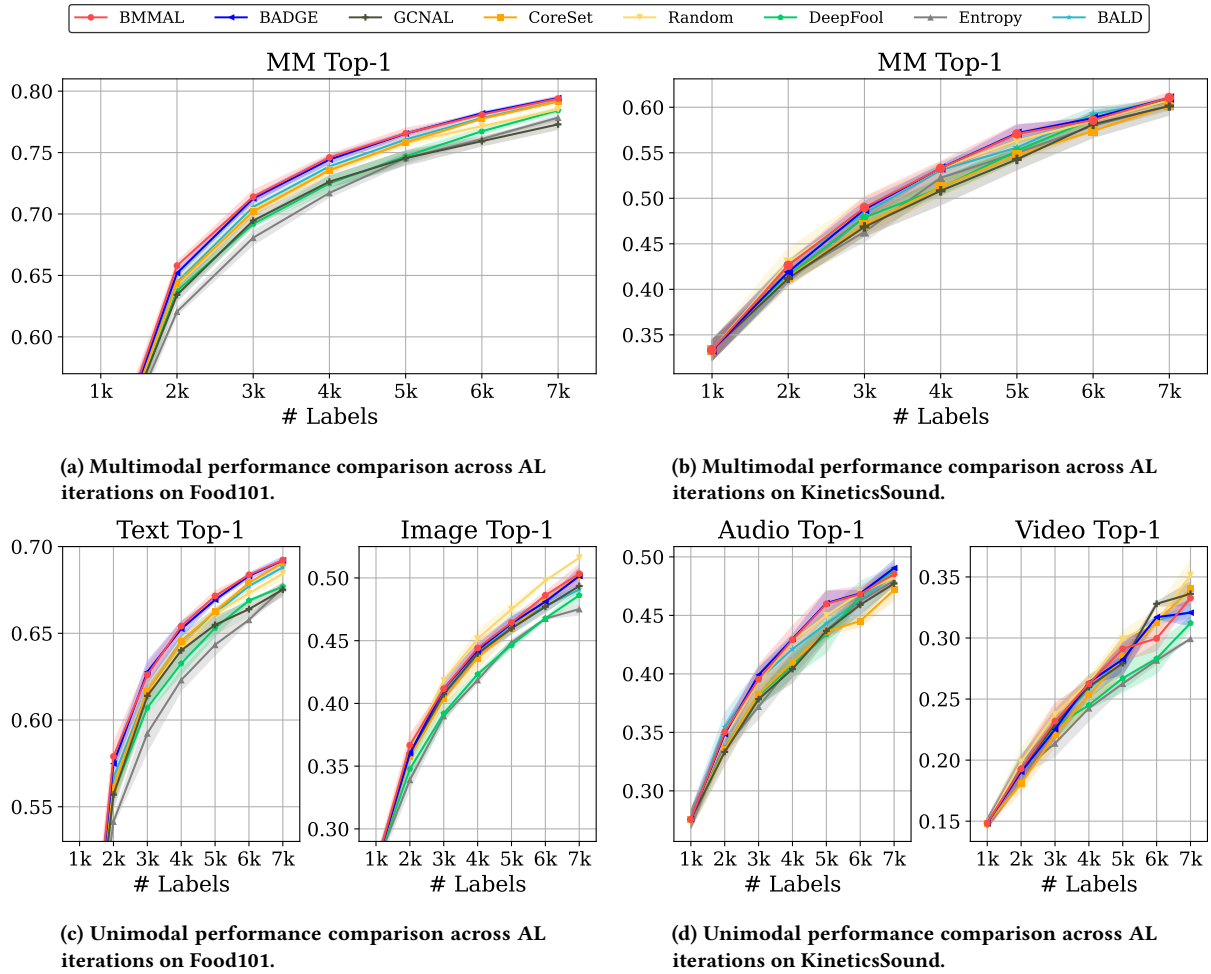 BMMAL BADGE GCNAL CoreSet Random DeepFool Entropy BALD
MM Top-1
0.80
0.75
0.70
0.65
0.60
1k 2k 3k 4k 5k 6k 7k
# Labels
(a) Multimodal performance comparison across AL
iterations on Food101.
MM Top-1
0.60
0.55
0.50
0.45
0.40
0.35
1k 2k 3k 4k 5k 6k 7k
# Labels
(b) Multimodal performance comparison across AL
iterations on KineticsSound.
Text Top-1
0.70
0.65
0.60
0.55
1k 2k 3k 4k 5k 6k 7k
# Labels
Image Top-1
0.50
0.45
0.40
0.35
0.30
1k 2k 3k 4k 5k 6k 7k
# Labels
(c) Unimodal performance comparison across AL
iterations on Food101.
Audio Top-1
0.50
0.45
0.40
0.35
0.30
1k 2k 3k 4k 5k 6k 7k
# Labels
Video Top-1
0.35
0.30
0.25
0.20
0.15
1k 2k 3k 4k 5k 6k 7k
# Labels
(d) Unimodal performance comparison across AL
iterations on KineticsSound.